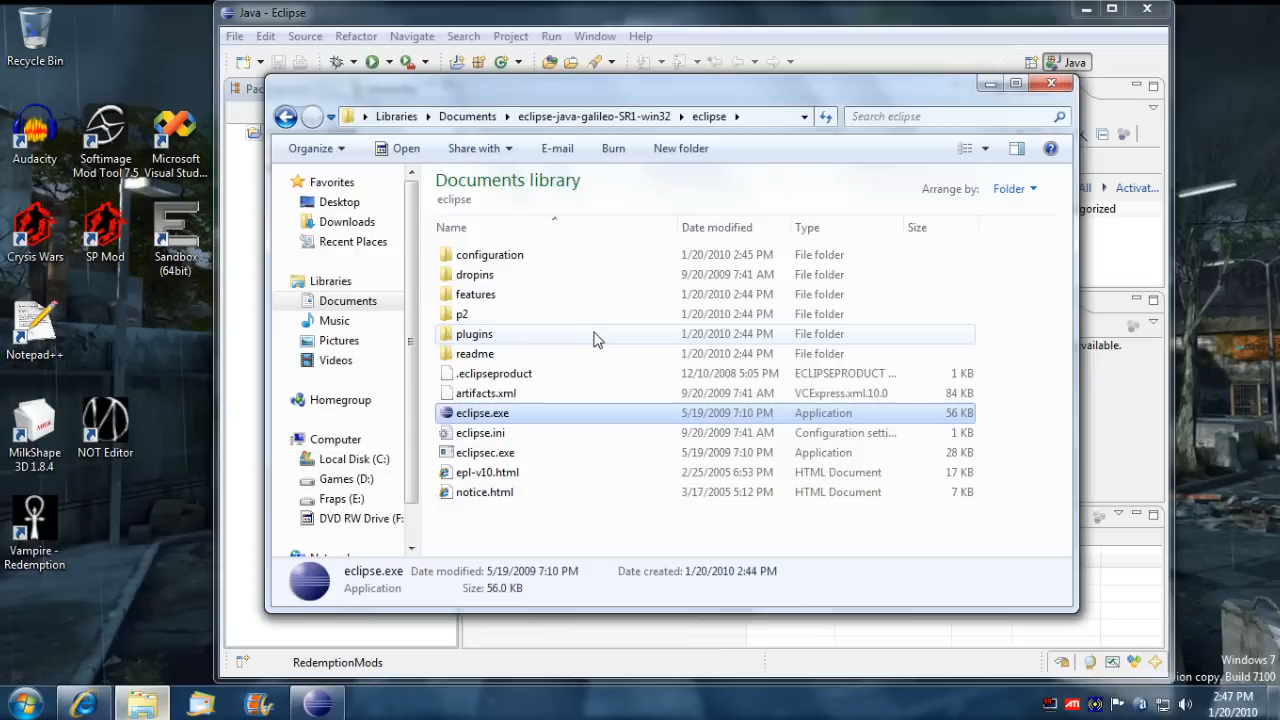 Recycle Bin
Audacity
Softimage
Mod Tool 7.5
Microsoft
Visual Stud...
Crysis Wars
SP Mod
Sandbox
(64bit)
Notepad++
MilkShape
3D 1.8.4
NOT Editor
Vampire -
Redemption
Java - Eclipse
File Edit Source Refactor Navigate Search Project Run Window Help
Java
Pac
All Activat...
gorized
vailable.
Libraries Documents eclipse-java-galileo-SR1-win32 eclipse
Search eclipse
Organize Open Share with E-mail Burn New folder
Favorites
Desktop
Downloads
Recent Places
Libraries
Documents
Music
Pictures
Videos
Homegroup
Computer
Local Disk (C:)
Games (D:)
Fraps (E:)
DVD RW Drive (F:
Documents library
eclipse
Arrange by: Folder
Name Date modified Type Size
configuration 1/20/2010 2:45 PM File folder
dropins 9/20/2009 7:41 AM File folder
features 1/20/2010 2:44 PM File folder
p2 1/20/2010 2:44 PM File folder
plugins 1/20/2010 2:44 PM File folder
readme 1/20/2010 2:44 PM File folder
.eclipseproduct 12/10/2008 5:05 PM ECLIPSEPRODUCT ... 1 KB
artifacts.xml 9/20/2009 7:41 AM VCExpress.xml.10.0 84 KB
eclipse.exe 5/19/2009 7:10 PM Application 56 KB
eclipse.ini 9/20/2009 7:41 AM Configuration setti... 1 KB
eclipsec.exe 5/19/2009 7:10 PM Application 28 KB
epl-v10.html 2/25/2005 6:53 PM HTML Document 17 KB
notice.html 3/17/2005 5:12 PM HTML Document 7 KB
eclipse.exe Date modified: 5/19/2009 7:10 PM Date created: 1/20/2010 2:44 PM
Application Size: 56.0 KB
RedemptionMods
Windows 7
ion copy. Build 7100
ATI
2:47 PM
1/20/2010